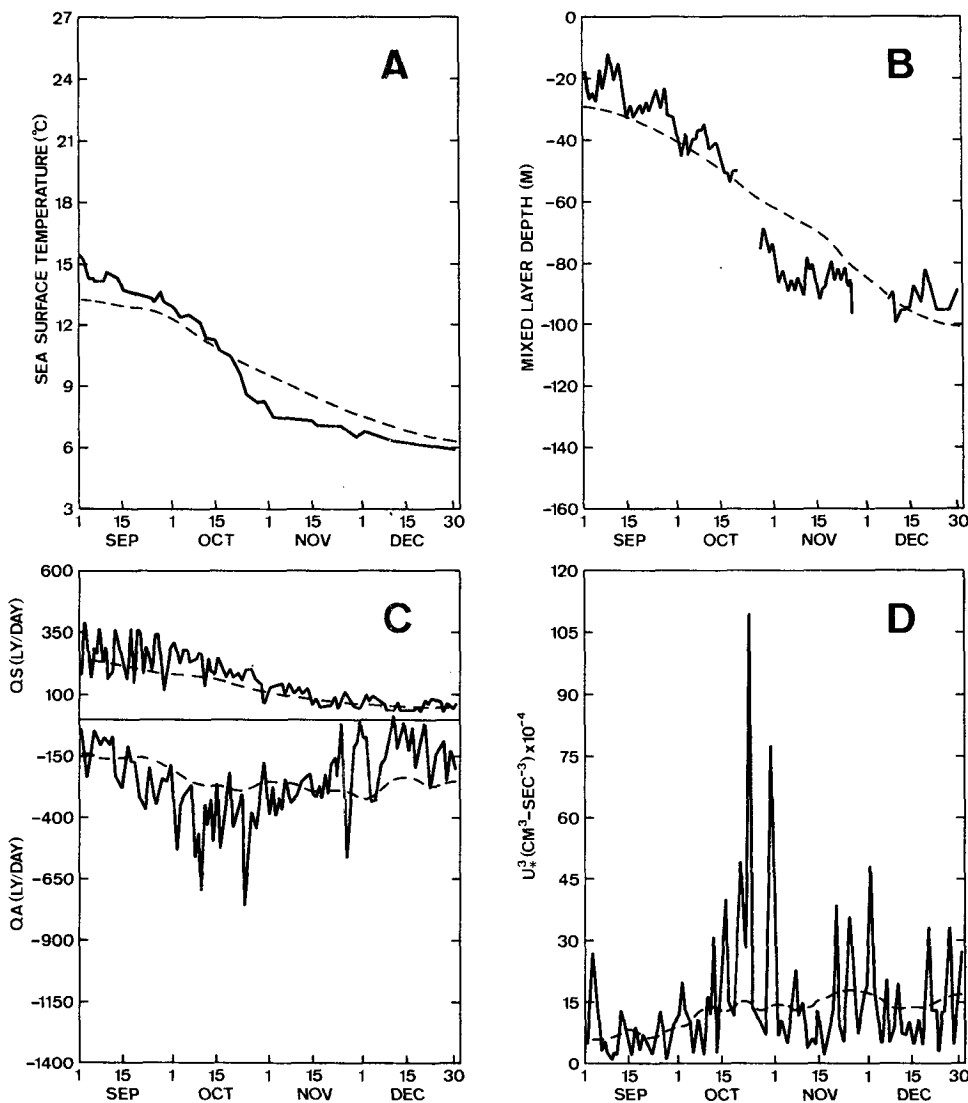 A
27
24
21
18
15
12
9
6
3
SEA SURFACE TEMPERATURE (°C)
1 15 1 15 1 15 1 15 30
SEP OCT NOV DEC
B
-0
-20
-40
-60
-80
-100
-120
-140
-160
MIXED LAYER DEPTH (M)
1 15 1 15 1 15 1 15 30
SEP OCT NOV DEC
C
600
350
100
-150
-400
-650
-900
-1150
-1400
Q.S (LY/DAY)
Q.A (LY/DAY)
1 15 1 15 1 15 1 15 30
SEP OCT NOV DEC
D
120
105
90
75
60
45
30
15
0
U*³ (CM³-SEC⁻³) x10⁻⁴
1 15 1 15 1 15 1 15 30
SEP OCT NOV DEC